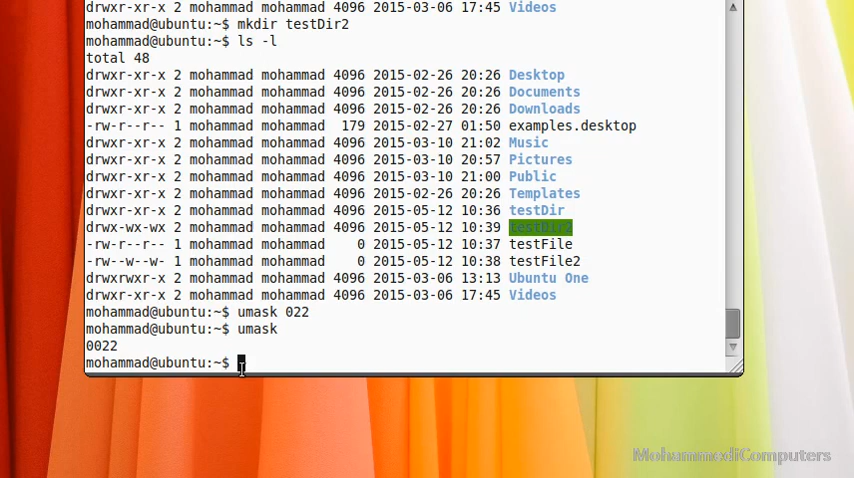 drwxr-xr-x 2 mohammad mohammad 4096 2015-03-06 17:45 Videos
mohammad@ubuntu:~$ mkdir testDir2
mohammad@ubuntu:~$ ls -l
total 48
drwxr-xr-x 2 mohammad mohammad 4096 2015-02-26 20:26 Desktop
drwxr-xr-x 2 mohammad mohammad 4096 2015-02-26 20:26 Documents
drwxr-xr-x 2 mohammad mohammad 4096 2015-02-26 20:26 Downloads
-rw-r--r-- 1 mohammad mohammad 179 2015-02-27 01:50 examples.desktop
drwxr-xr-x 2 mohammad mohammad 4096 2015-03-10 21:02 Music
drwxr-xr-x 2 mohammad mohammad 4096 2015-03-10 20:57 Pictures
drwxr-xr-x 2 mohammad mohammad 4096 2015-03-10 21:00 Public
drwxr-xr-x 2 mohammad mohammad 4096 2015-02-26 20:26 Templates
drwxr-xr-x 2 mohammad mohammad 4096 2015-05-12 10:36 testDir
drwx-wx-wx 2 mohammad mohammad 4096 2015-05-12 10:39 testDir2
-rw-r--r-- 1 mohammad mohammad 0 2015-05-12 10:37 testFile
-rw--w--w- 1 mohammad mohammad 0 2015-05-12 10:38 testFile2
drwxrwxr-x 2 mohammad mohammad 4096 2015-03-06 13:13 Ubuntu One
drwxr-xr-x 2 mohammad mohammad 4096 2015-03-06 17:45 Videos
mohammad@ubuntu:~$ umask 022
mohammad@ubuntu:~$ umask
0022
mohammad@ubuntu:~$
MohammediComputers